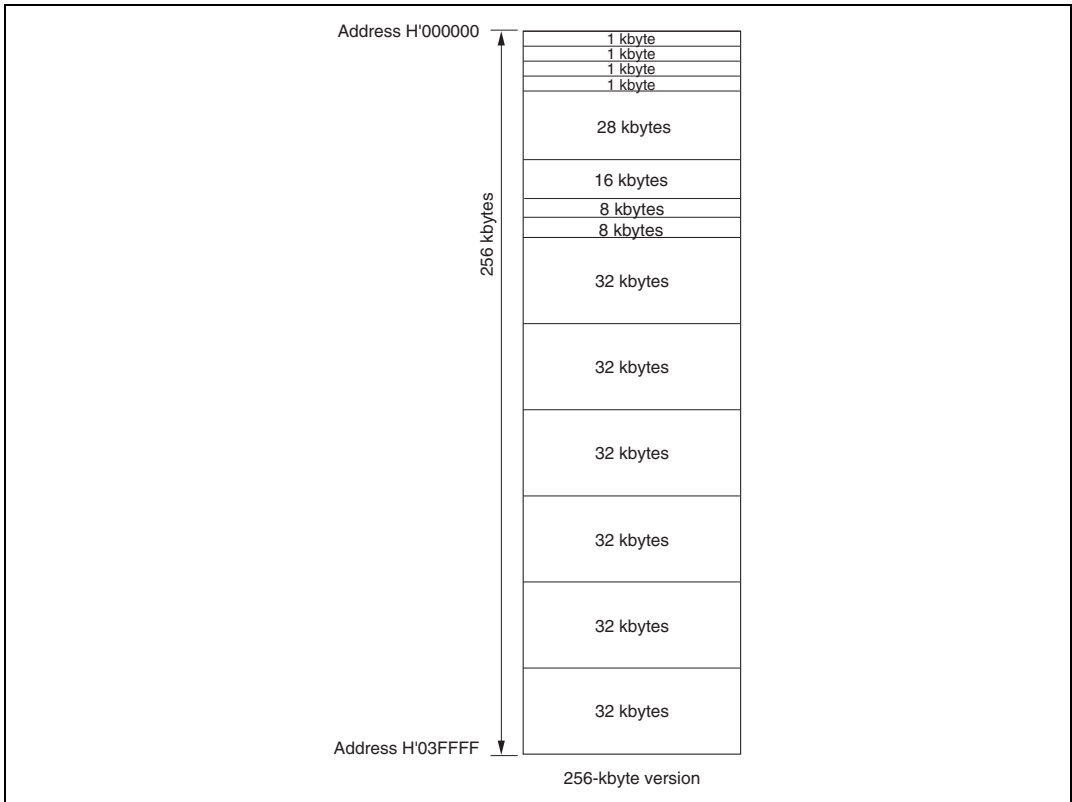 Address H'000000
1 kbyte
1 kbyte
1 kbyte
1 kbyte
28 kbytes
16 kbytes
8 kbytes
8 kbytes
256 kbytes
32 kbytes
32 kbytes
32 kbytes
32 kbytes
32 kbytes
32 kbytes
Address H'03FFFF
256-kbyte version